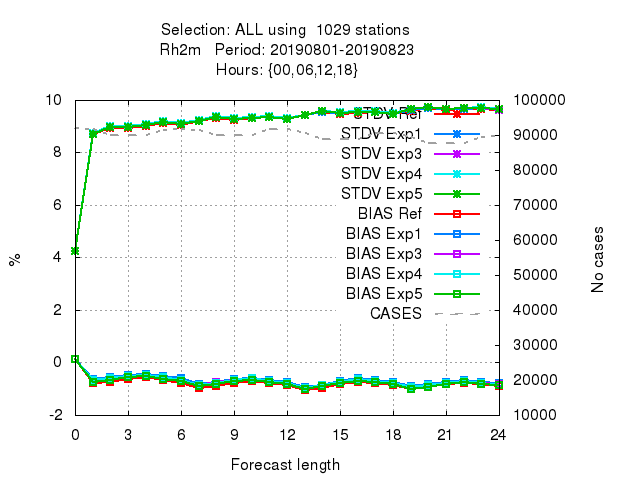 Selection: ALL using  1029 stations
Rh2m   Period: 20190801-20190823
Hours: {00,06,12,18}
10
8
6
4
2
0
-2
%
100000
90000
80000
70000
60000
50000
40000
30000
20000
10000
No cases
STDV Ref
STDV Exp1
STDV Exp3
STDV Exp4
STDV Exp5
BIAS Ref
BIAS Exp1
BIAS Exp3
BIAS Exp4
BIAS Exp5
CASES
0 3 6 9 12 15 18 21 24
Forecast length